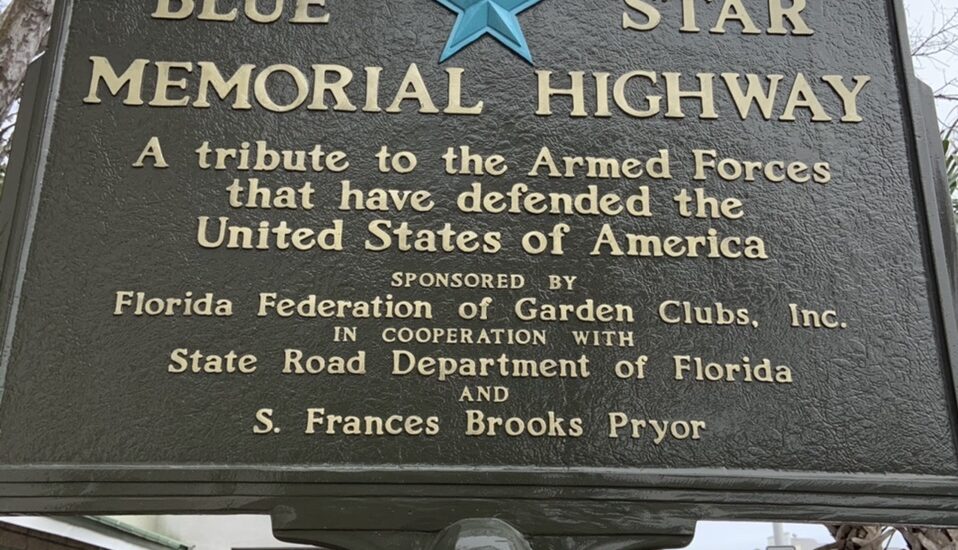 BLUE STAR
MEMORIAL HIGHWAY
A tribute to the Armed Forces
that have defended the
United States of America
SPONSORED BY
Florida Federation of Garden Clubs, Inc.
IN COOPERATION WITH
State Road Department of Florida
AND
S. Frances Brooks Pryor